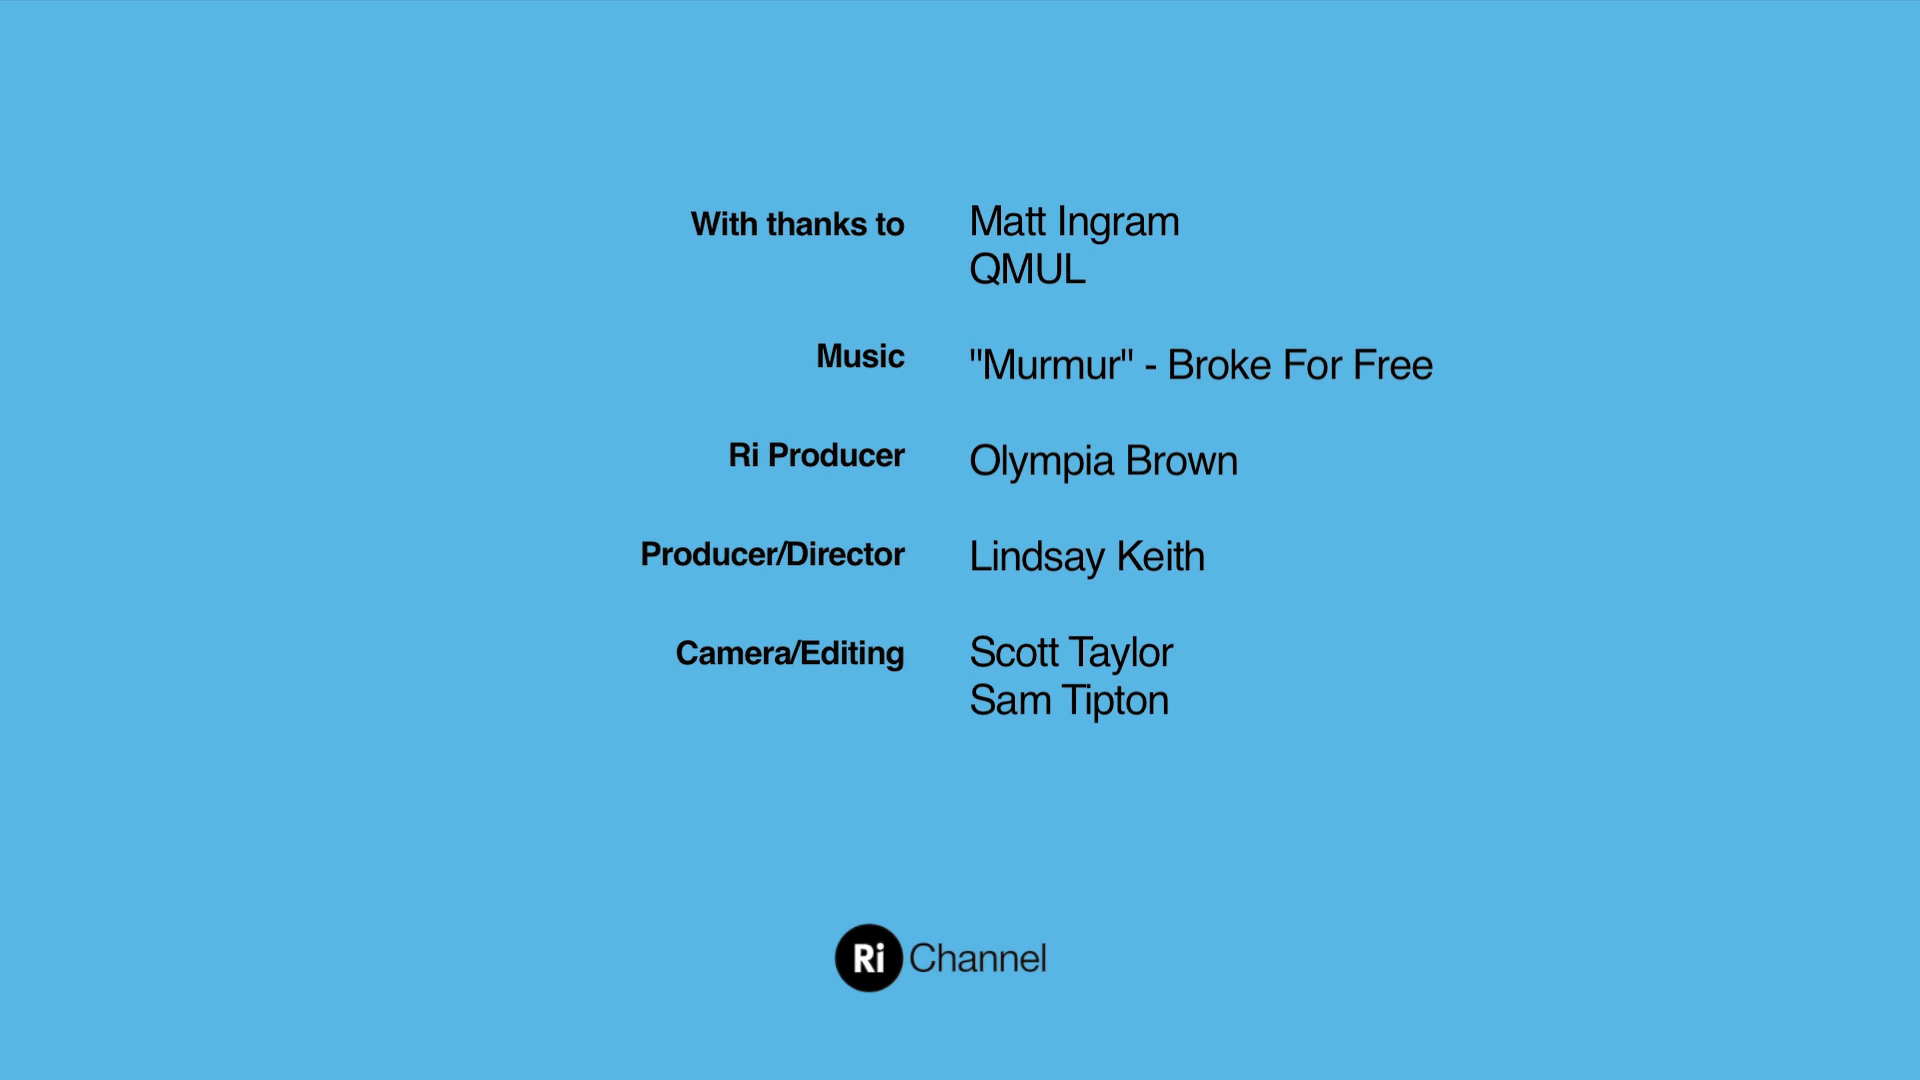 With thanks to Matt Ingram
QMUL
Music "Murmur" - Broke For Free
Ri Producer Olympia Brown
Producer/Director Lindsay Keith
Camera/Editing Scott Taylor
Sam Tipton
Ri Channel